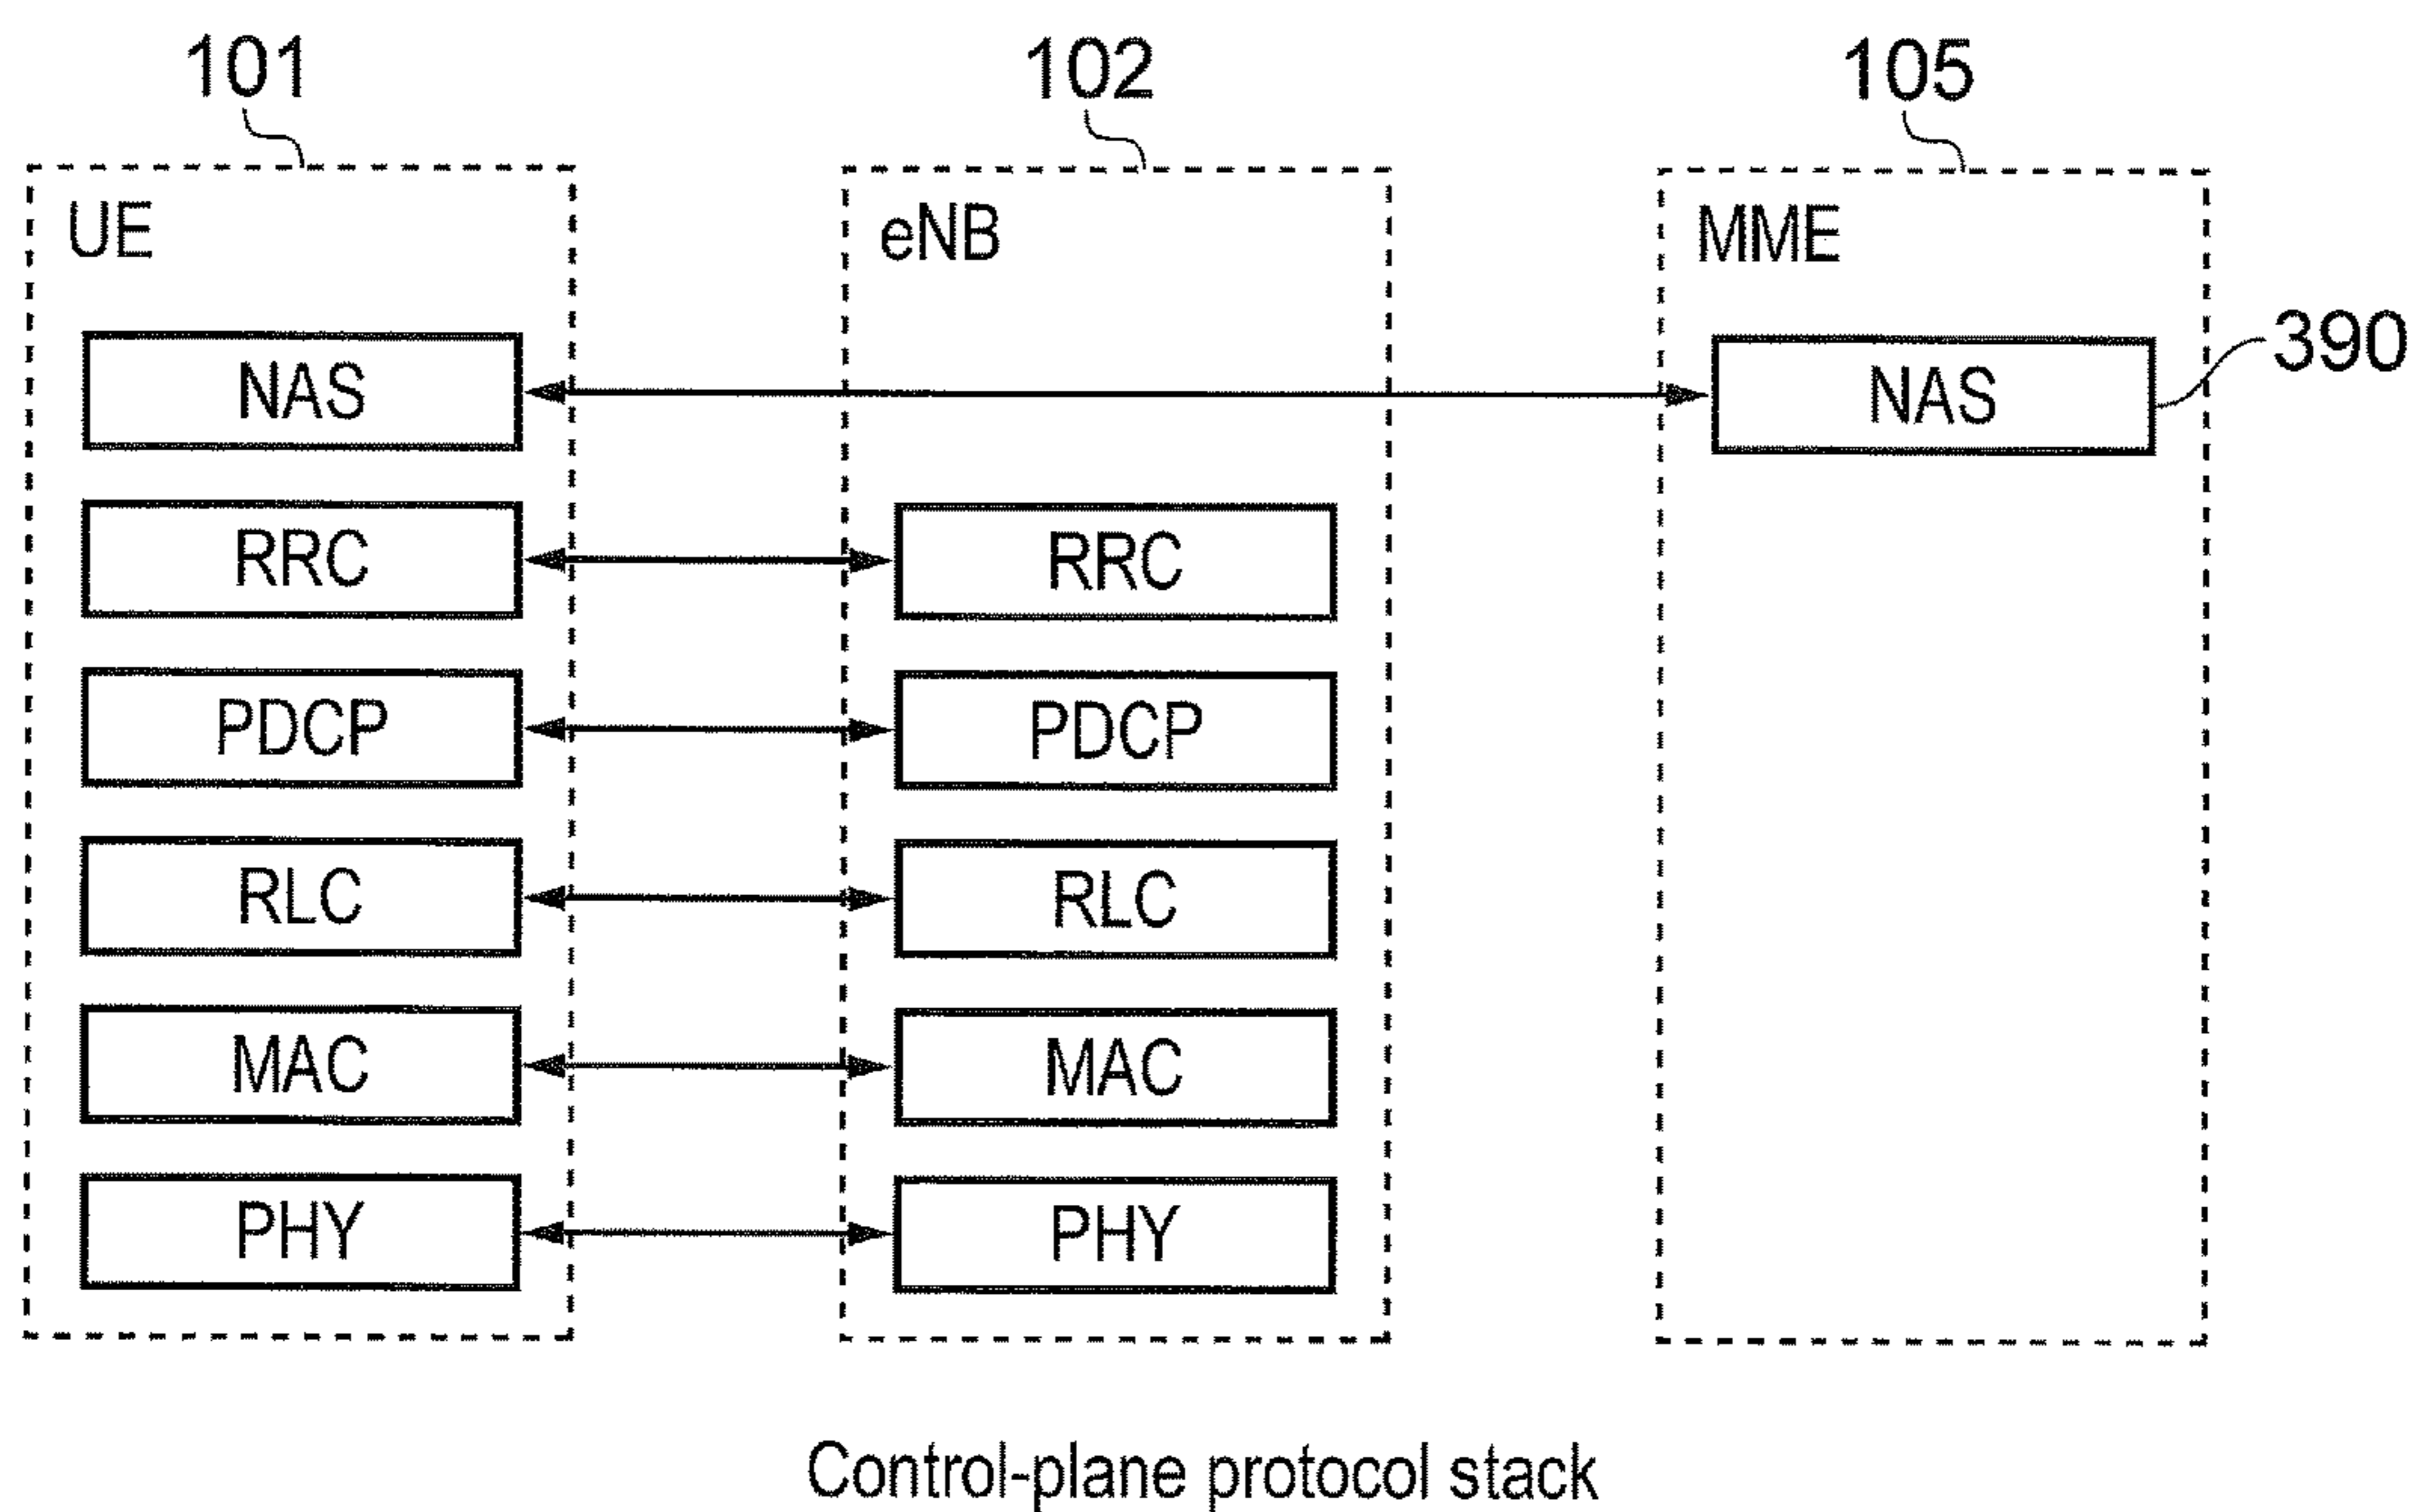 101 102 105
UE eNB MME
NAS NAS 390
RRC RRC
PDCP PDCP
RLC RLC
MAC MAC
PHY PHY
Control-plane protocol stack